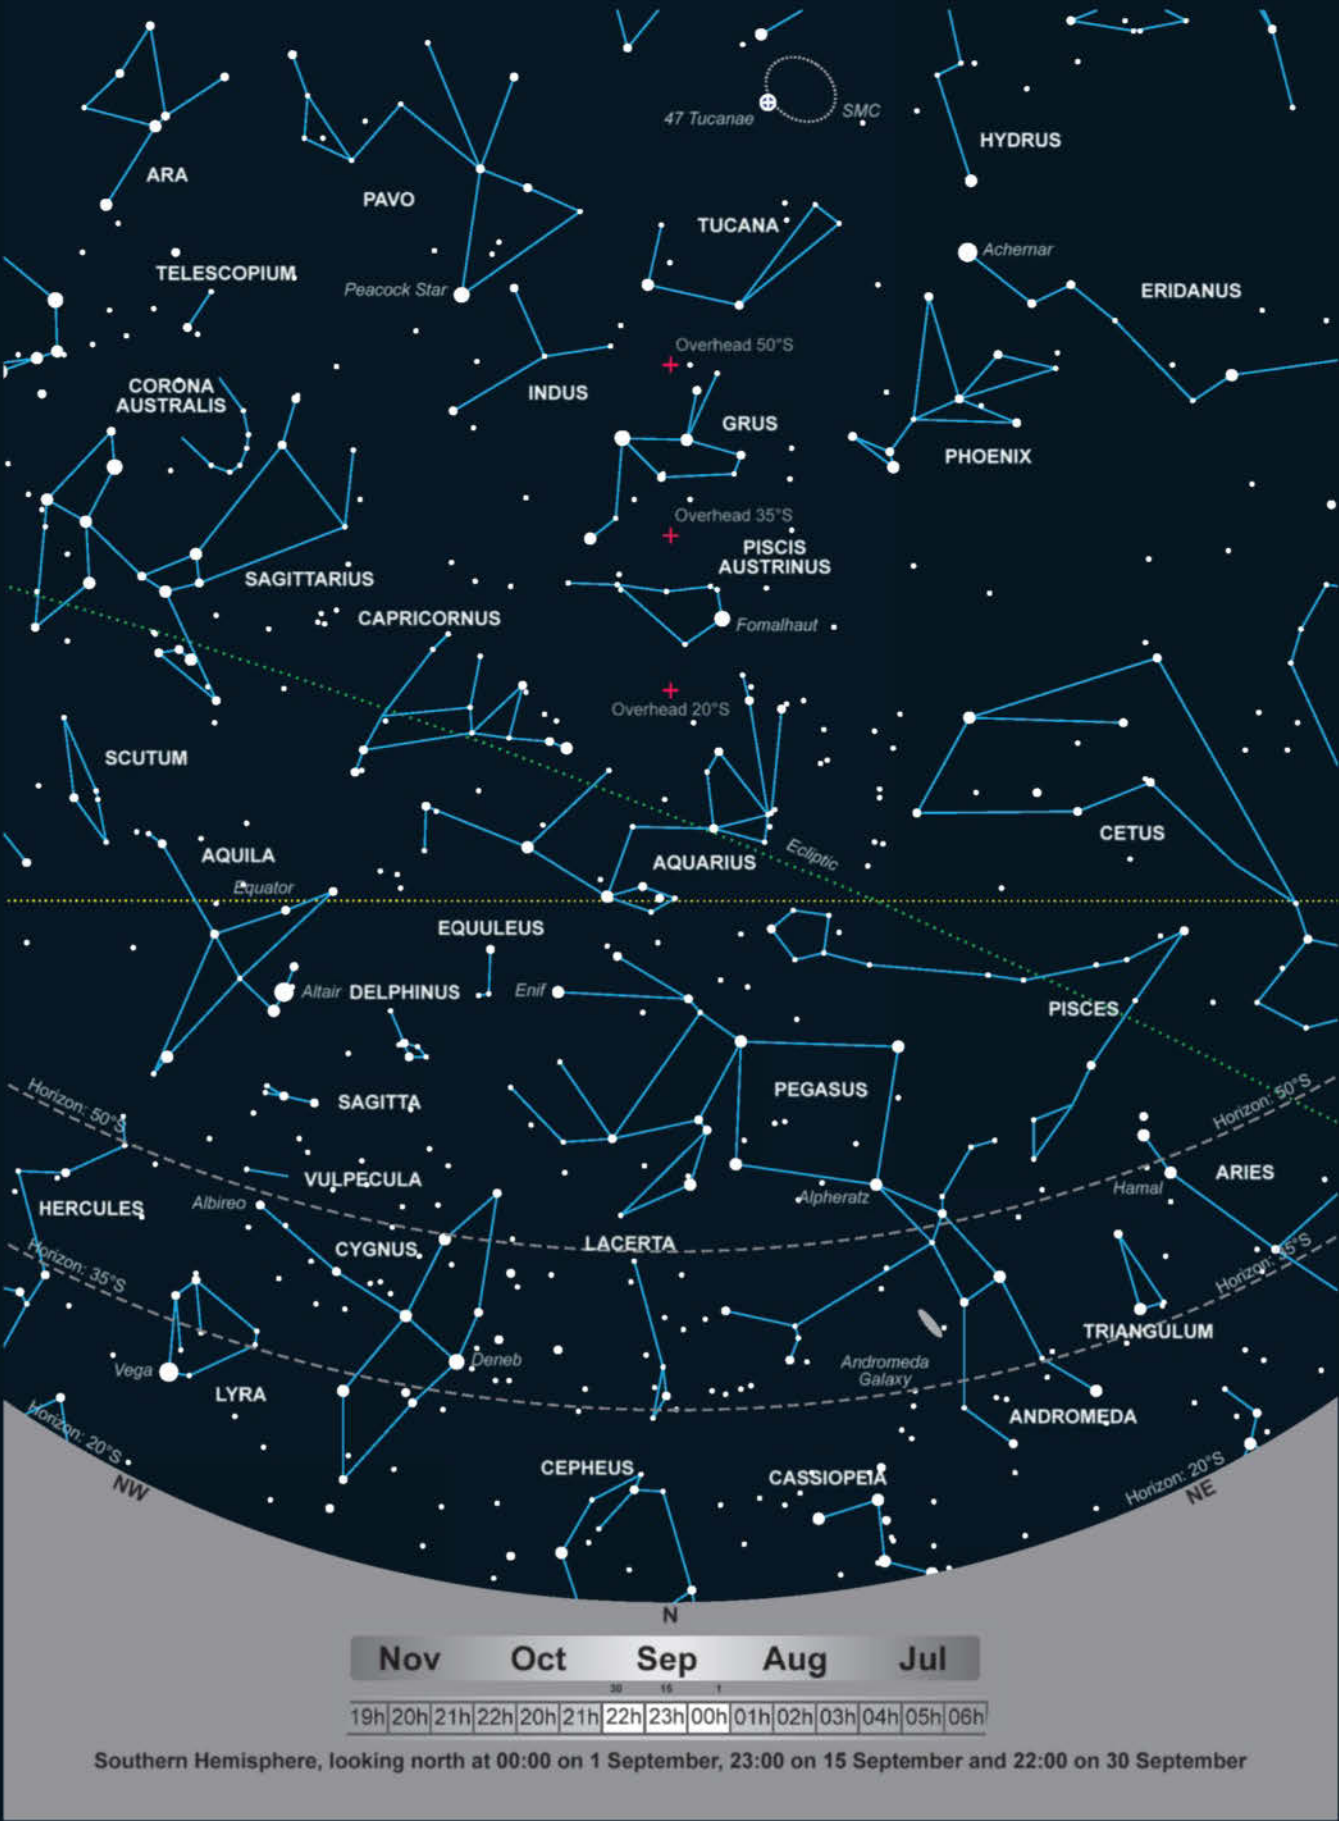 47 Tucanae
SMC
HYDRUS
ARA
PAVO
TUCANA
Achernar
TELESCOPIUM
Peacock Star
ERIDANUS
Overhead 50°S
CORONA
AUSTRALIS
INDUS
GRUS
PHOENIX
Overhead 35°S
PISCIS
AUSTRINUS
SAGITTARIUS
CAPRICORNUS
Fomalhaut
Overhead 20°S
SCUTUM
CETUS
AQUILA
AQUARIUS
Ecliptic
Equator
EQUULEUS
Altair
DELPHINUS
Enif
PISCES
PEGASUS
Horizon: 50°S
Horizon: 50°S
SAGITTA
VULPECULA
ARIES
Hamal
Albireo
Alpheratz
HERCULES
CYGNUS
LACERTA
Horizon: 35°S
Horizon: 35°S
TRIANGULUM
Vega
Deneb
Andromeda
Galaxy
LYRA
ANDROMEDA
Horizon: 20°S
CEPHEUS
CASSIOPEIA
Horizon: 20°S
NW
NE
N
Nov Oct Sep Aug Jul
30 15 1
19h 20h 21h 22h 20h 21h 22h 23h 00h 01h 02h 03h 04h 05h 06h
Southern Hemisphere, looking north at 00:00 on 1 September, 23:00 on 15 September and 22:00 on 30 September